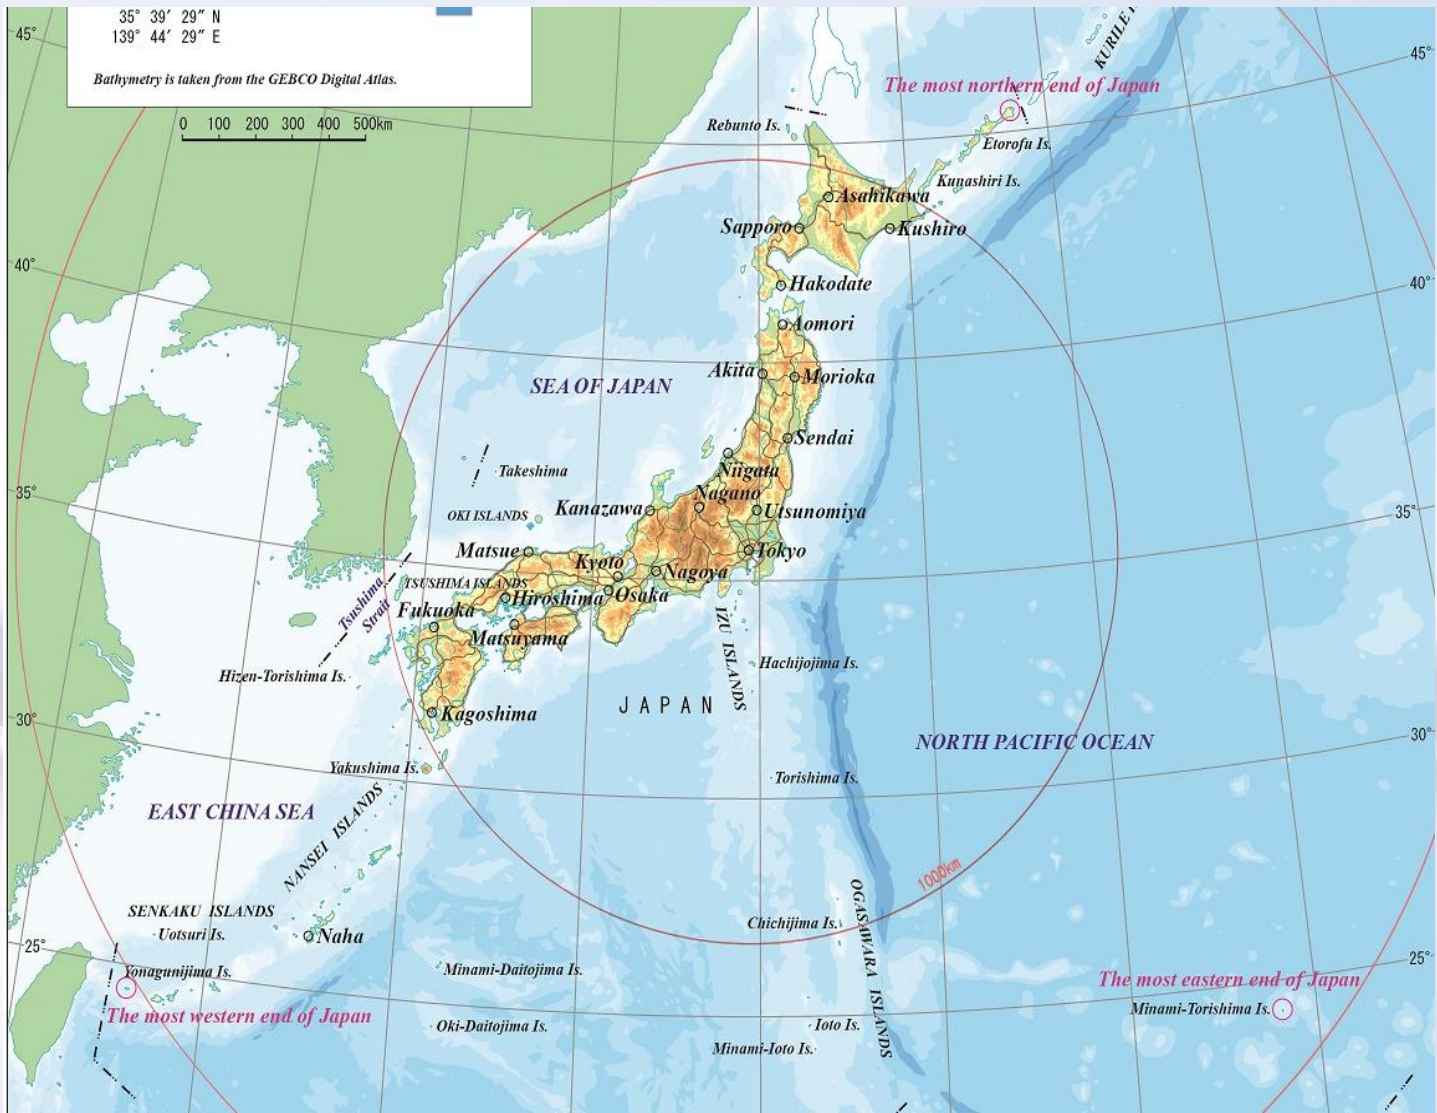 35° 39′ 29″ N
139° 44′ 29″ E
Bathymetry is taken from the GEBCO Digital Atlas.
0 100 200 300 400 500km
45°
45°
KURILE
The most northern end of Japan
Rebunto Is.
Etorofu Is.
Kunashiri Is.
Asahikawa
Sapporo
Kushiro
40°
40°
Hakodate
Aomori
Akita
Morioka
SEA OF JAPAN
Sendai
Niigata
Takeshima
Nagano
35°
35°
Kanazawa
Utsunomiya
OKI ISLANDS
Matsue
Tokyo
Kyoto
Nagoya
TSUSHIMA ISLANDS
Hiroshima
Osaka
Tsushima
Strait
Fukuoka
Matsuyama
IZU ISLANDS
Hachijojima Is.
Hizen-Torishima Is.
JAPAN
Kagoshima
30°
30°
NORTH PACIFIC OCEAN
Yakushima Is.
Torishima Is.
EAST CHINA SEA
NANSEI ISLANDS
1000km
SENKAKU ISLANDS
Uotsuri Is.
Naha
Chichijima Is.
OGASAWARA ISLANDS
25°
25°
Yonagunijima Is.
Minami-Daitojima Is.
The most eastern end of Japan
Minami-Torishima Is.
The most western end of Japan
Oki-Daitojima Is.
Ioto Is.
Minami-Ioto Is.